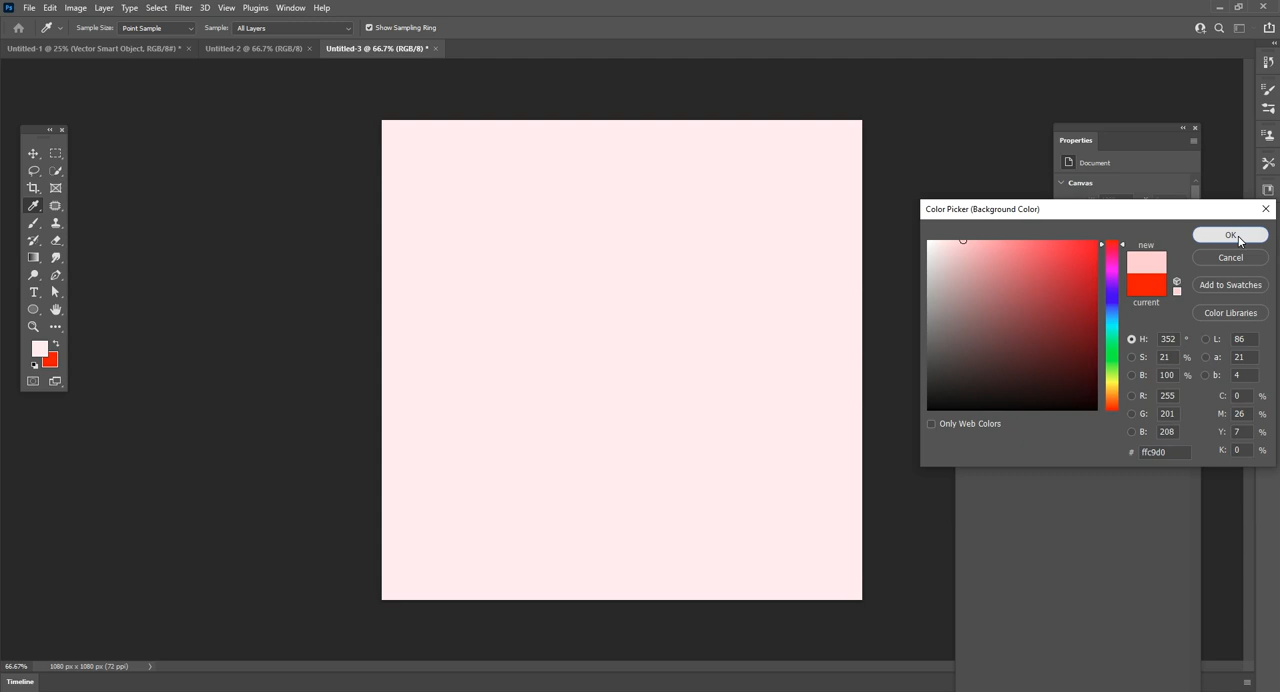 Ps File Edit Image Layer Type Select Filter 3D View Plugins Window Help
Sample Size: Point Sample Sample: All Layers Show Sampling Ring
Untitled-1 @ 25% (Vector Smart Object, RGB/8#) * × Untitled-2 @ 66.7% (RGB/8) × Untitled-3 @ 66.7% (RGB/8) * ×
Properties
Document
Canvas
Color Picker (Background Color)
new
current
OK
Cancel
Add to Swatches
Color Libraries
H: 352 ° L: 86
S: 21 % a: 21
B: 100 % b: 4
R: 255 C: 0 %
G: 201 M: 26 %
B: 208 Y: 7 %
# ffc9d0 K: 0 %
Only Web Colors
66.67% 1080 px x 1080 px (72 ppi)
Timeline